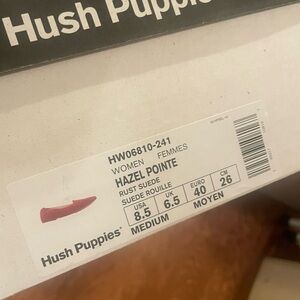 Hush Puppies
HW06810-241
WOMEN FEMMES
HAZEL POINTE
RUST SUEDE
SUEDE ROUILLE
USA UK EURO CM
8.5 6.5 40 26
MEDIUM MOYEN
Hush Puppies